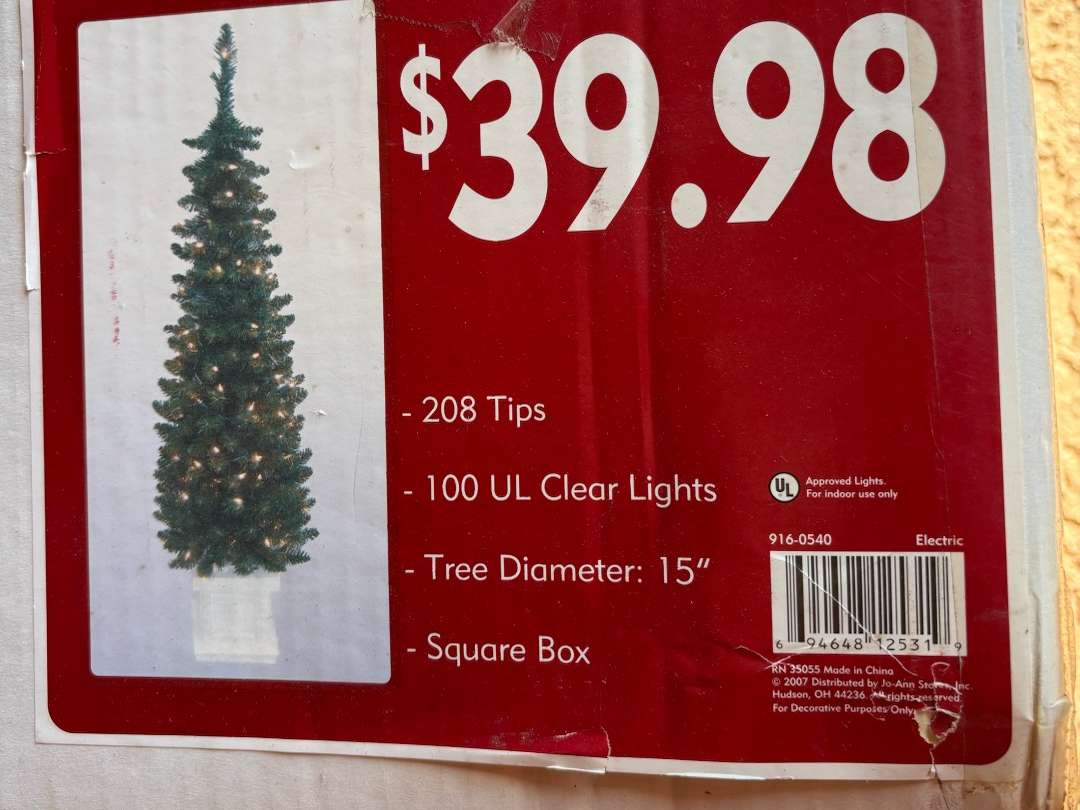 $39.98
- 208 Tips
- 100 UL Clear Lights
- Tree Diameter: 15"
- Square Box
UL
Approved Lights.
For indoor use only
916-0540 Electric
6 94648 12531 9
RN 35055 Made in China
© 2007 Distributed by Jo-Ann Stores, Inc.
Hudson, OH 44236. All rights reserved.
For Decorative Purposes Only.